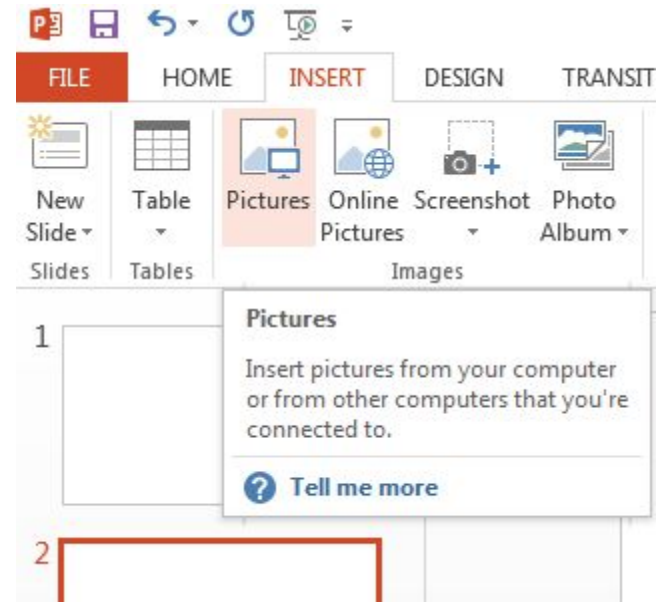 FILE HOME INSERT DESIGN TRANSIT
New Slide Table Pictures Online Pictures Screenshot Photo Album
Slides Tables Images
1
Pictures
Insert pictures from your computer
or from other computers that you're
connected to.
? Tell me more
2